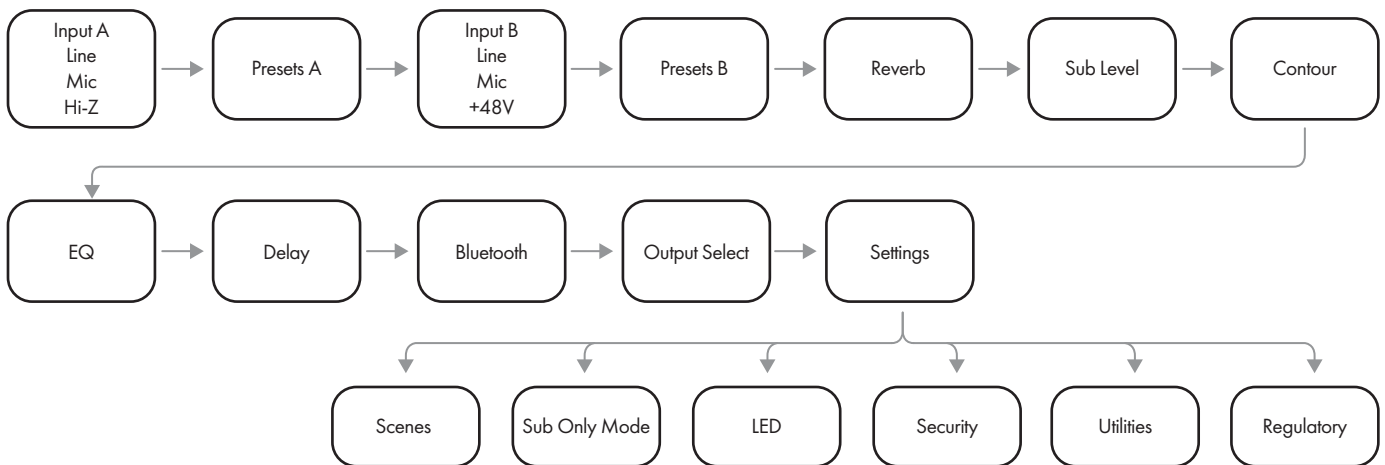 Input A
Line
Mic
Hi-Z
Presets A
Input B
Line
Mic
+48V
Presets B
Reverb
Sub Level
Contour
EQ
Delay
Bluetooth
Output Select
Settings
Scenes
Sub Only Mode
LED
Security
Utilities
Regulatory